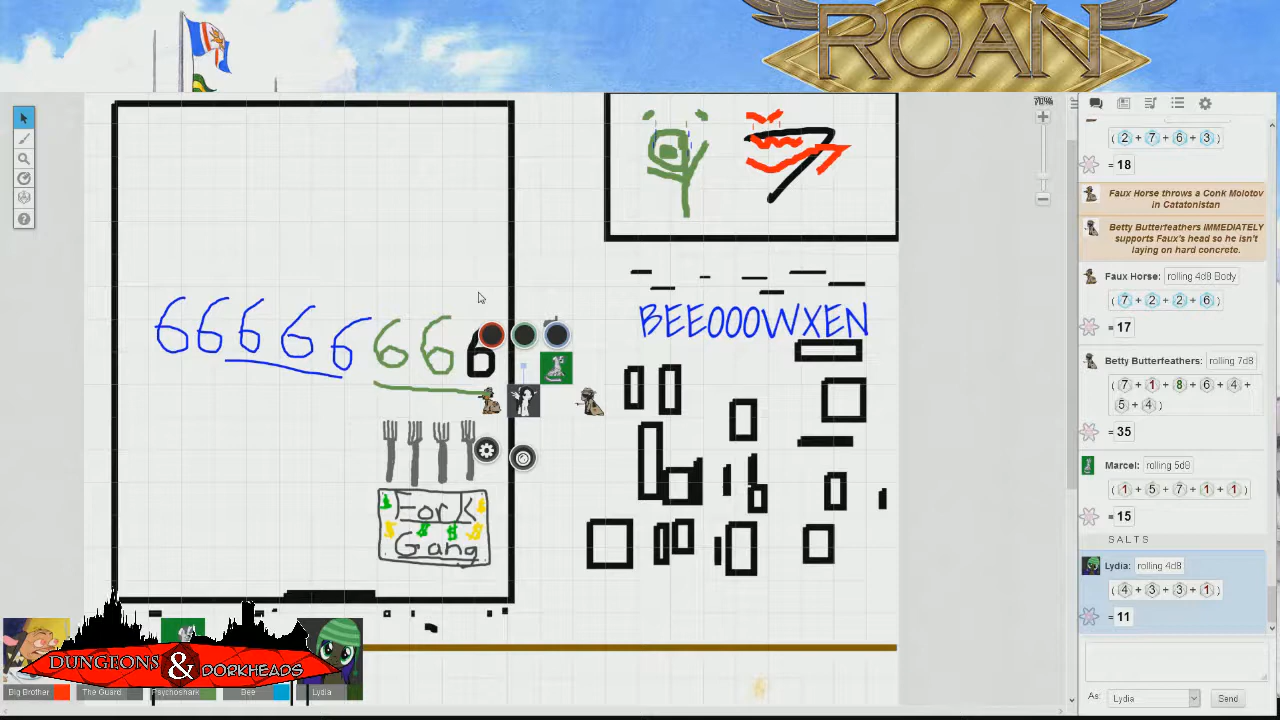 ROAN
70%
( 2 + 7 + 6 + 3 )
= 18
Faux Horse throws a Conk Molotov
in Catatonistan
Betty Butterfeathers IMMEDIATELY
supports Faux's head so he isn't
laying on hard concrete.
Faux Horse: rolling 4d8 Body
( 7 + 2 + 2 + 6 )
= 17
Betty Butterfeathers: rolling 7d8
( 7 + 1 + 8 + 6 + 4 +
5 + 4 )
= 35
Marcel: rolling 5d8
( 1 + 5 + 7 + 1 + 1 )
= 15
SALTS
Lydia: rolling 4d8
( 4 + 3 + 3 + 1 )
= 11
As: Lydia Send
66666 66 6
BEEOOOWXEN
$ Fork $
$ $ $
Gang
DUNGEONS & DORKHEADS
Big Brother The Guard Psychoshark Bee Lydia